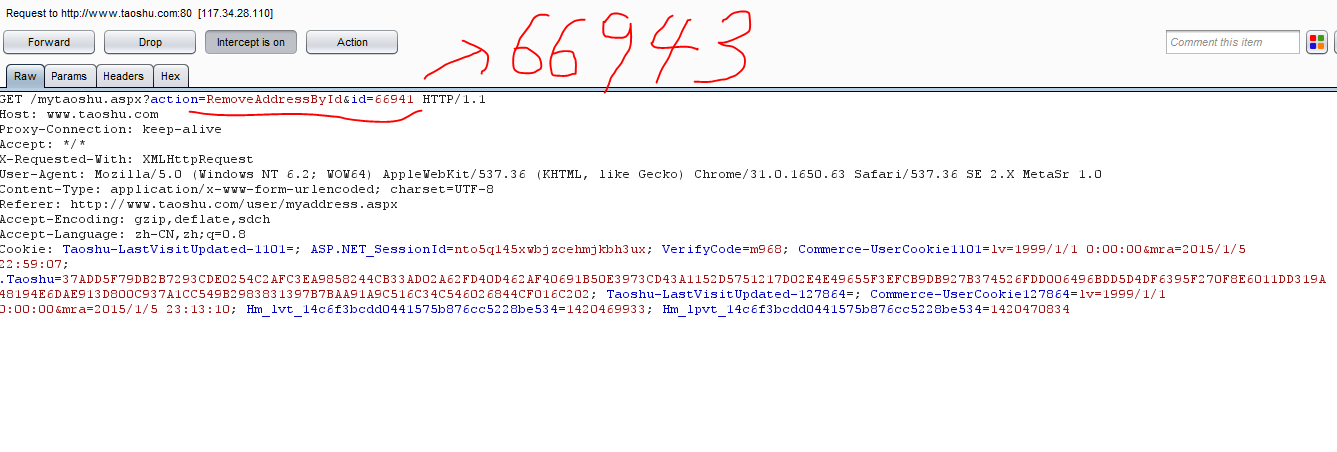 Request to http://www.taoshu.com:80 [117.34.28.110]
Forward Drop Intercept is on Action Comment this item
→ 66943
Raw Params Headers Hex
GET /mytaoshu.aspx?action=RemoveAddressById&id=66941 HTTP/1.1
Host: www.taoshu.com
Proxy-Connection: keep-alive
Accept: */*
X-Requested-With: XMLHttpRequest
User-Agent: Mozilla/5.0 (Windows NT 6.2; WOW64) AppleWebKit/537.36 (KHTML, like Gecko) Chrome/31.0.1650.63 Safari/537.36 SE 2.X MetaSr 1.0
Content-Type: application/x-www-form-urlencoded; charset=UTF-8
Referer: http://www.taoshu.com/user/myaddress.aspx
Accept-Encoding: gzip,deflate,sdch
Accept-Language: zh-CN,zh;q=0.8
Cookie: Taoshu-LastVisitUpdated-1101=; ASP.NET_SessionId=nto5ql45xwbjzcehmjkbh3ux; VerifyCode=m968; Commerce-UserCookie1101=lv=1999/1/1 0:00:00&mra=2015/1/5
22:59:07;
.Taoshu=37ADD5F79DB2B7293CDE0254C2AFC3EA9858244CB33AD02A62FD40D462AF40691B50E3973CD43A1152D5751217D02E4E49655F3EFCB9DB927B374526FDD006496BDD5D4DF6395F270F8E6011DD319A
48194E6DAE913D800C937A1CC549B2983831397B7BAA91A9C516C34C546026844CF016C202; Taoshu-LastVisitUpdated-127864=; Commerce-UserCookie127864=lv=1999/1/1
0:00:00&mra=2015/1/5 23:13:10; Hm_lvt_14c6f3bcdd0441575b876cc5228be534=1420469933; Hm_lpvt_14c6f3bcdd0441575b876cc5228be534=1420470834